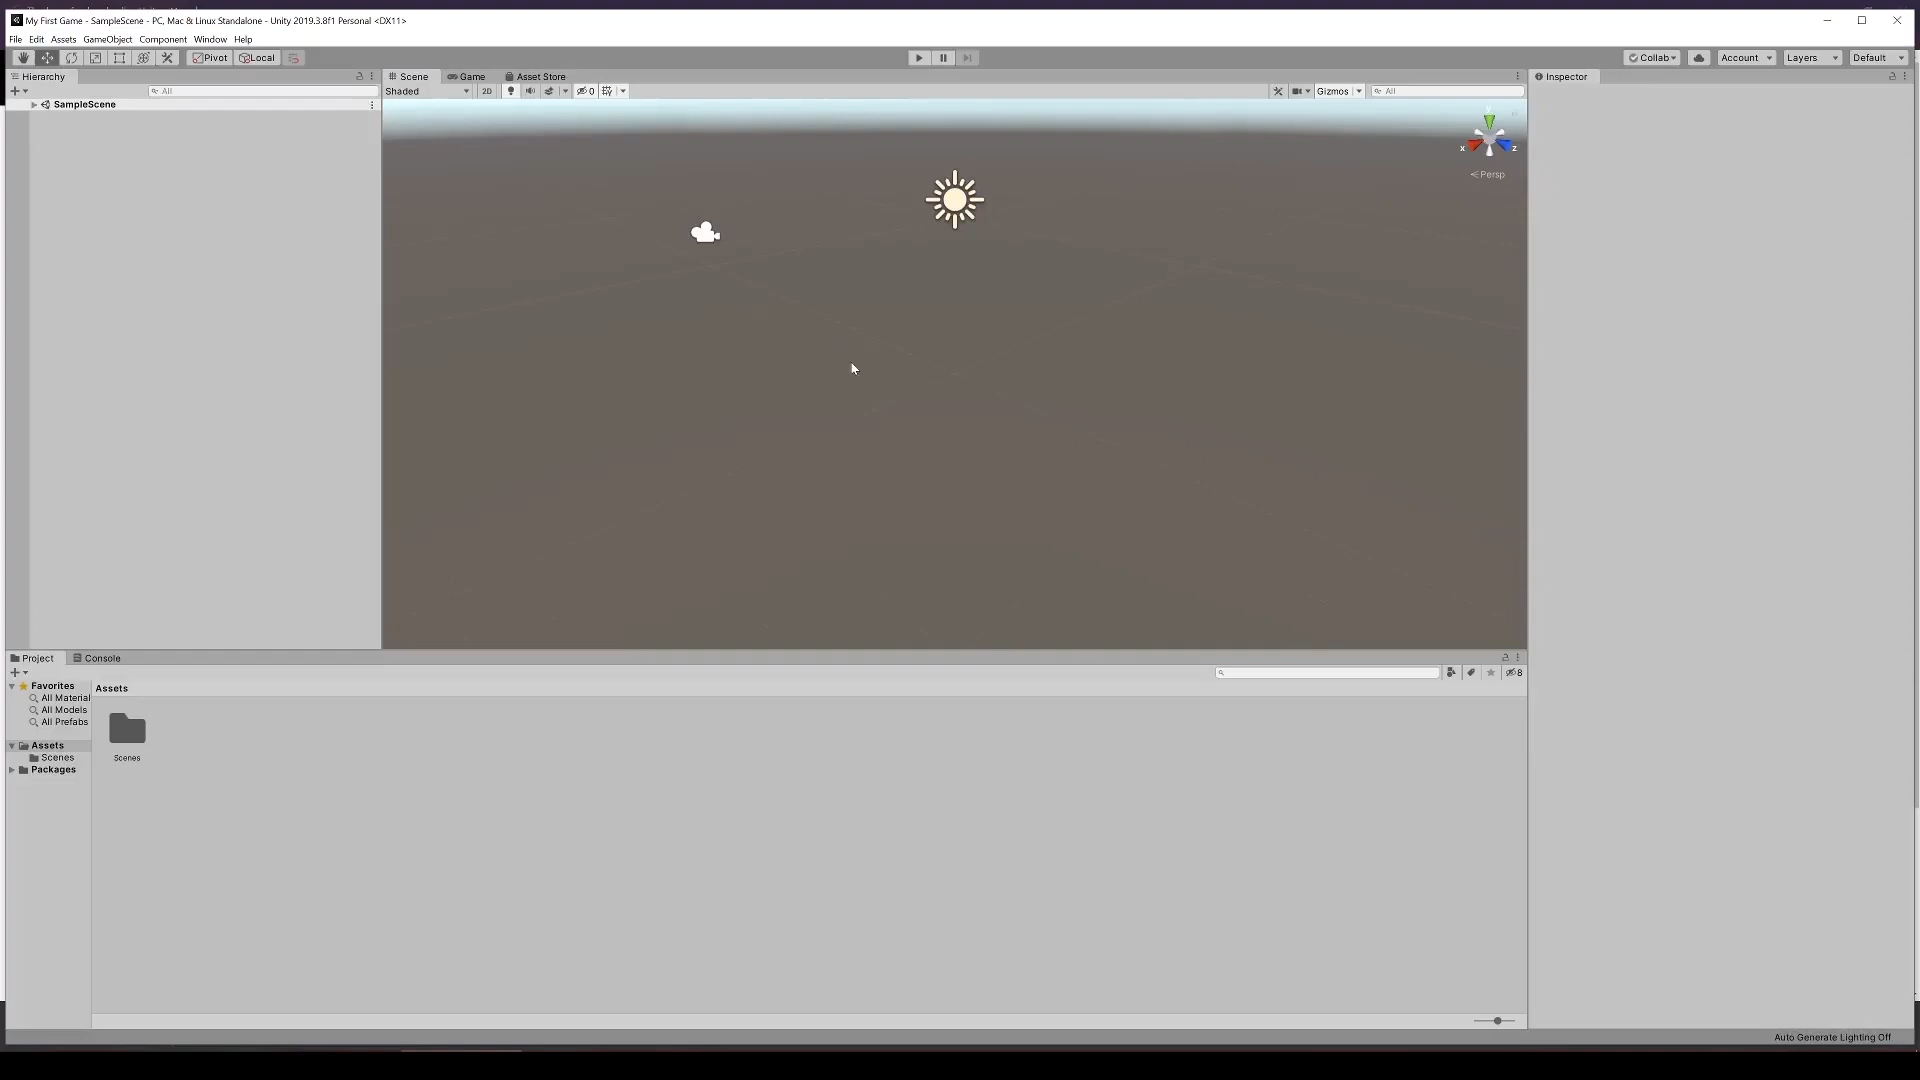 My First Game - SampleScene - PC, Mac & Linux Standalone - Unity 2019.3.8f1 Personal <DX11>
File Edit Assets GameObject Component Window Help
Pivot Local Collab Account Layers Default
Hierarchy
All
SampleScene
Scene Game Asset Store
Shaded 2D 0 Gizmos All
y
x z
Persp
Inspector
Project Console
8
Favorites
All Material
All Models
All Prefabs
Assets
Scenes
Packages
Assets
Scenes
Auto Generate Lighting Off